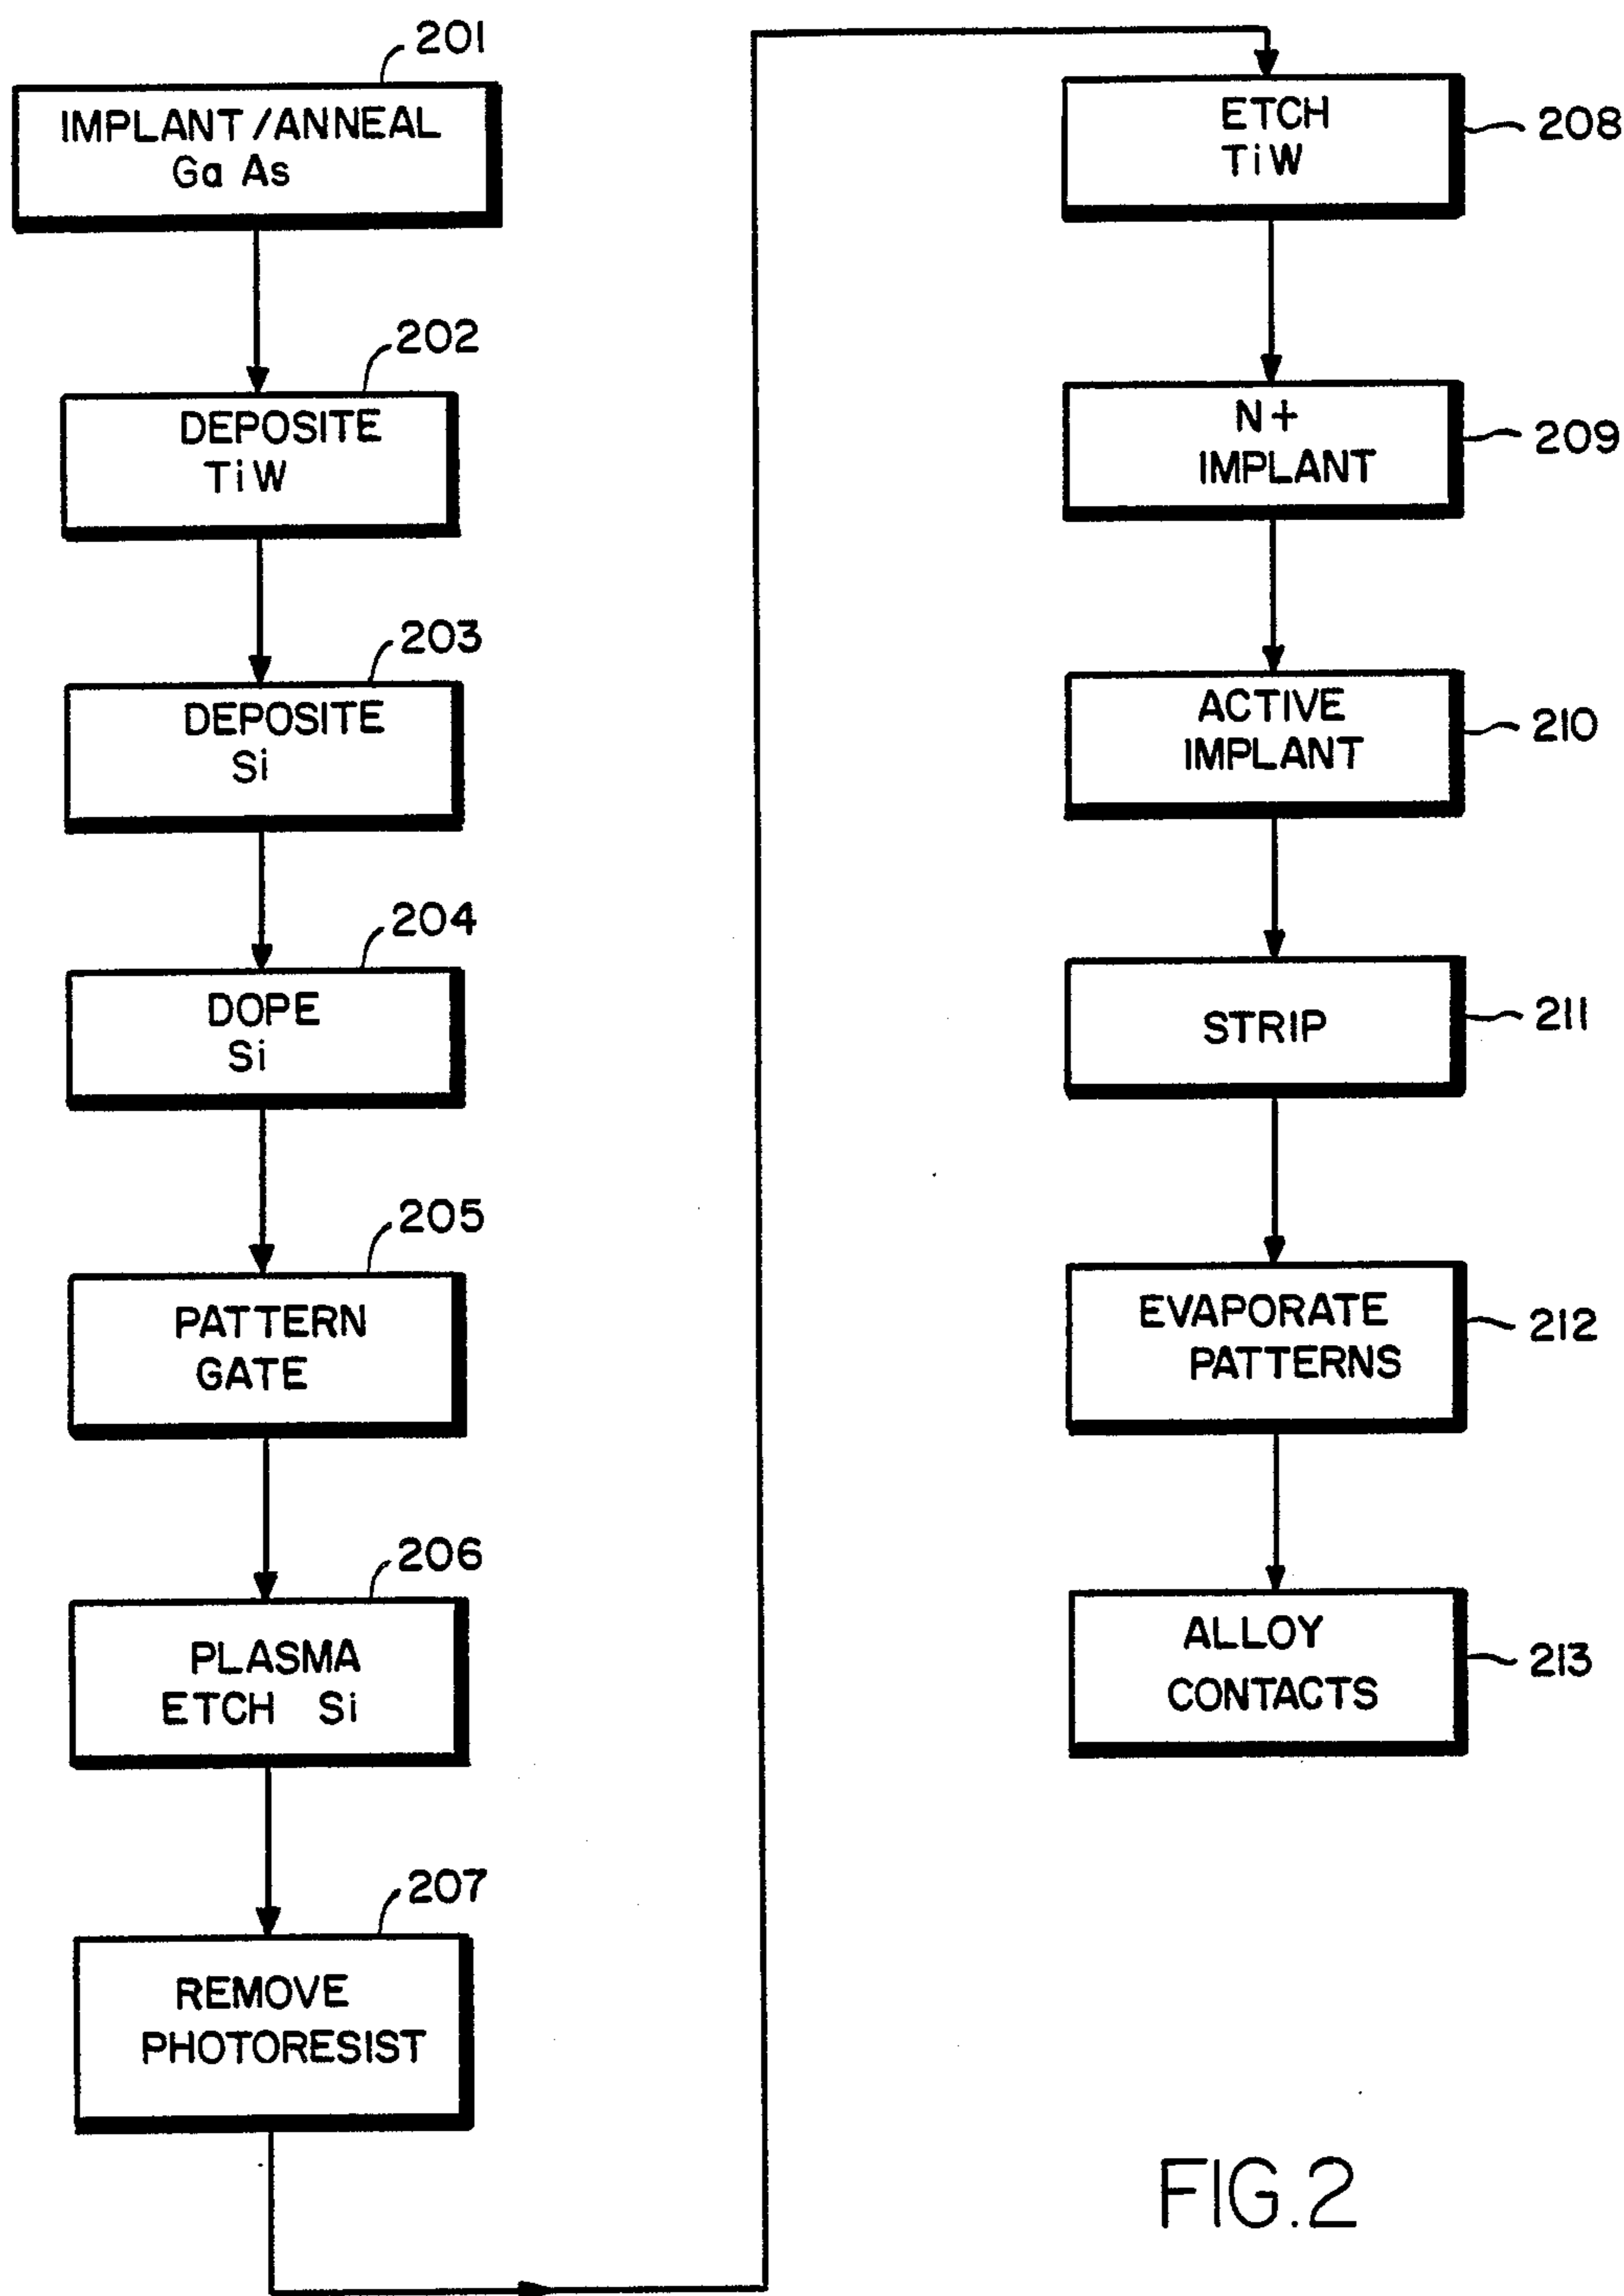 201
IMPLANT/ANNEAL
Ga As
202
DEPOSITE
TiW
203
DEPOSITE
Si
204
DOPE
Si
205
PATTERN
GATE
206
PLASMA
ETCH Si
207
REMOVE
PHOTORESIST
ETCH
TiW
208
N+
IMPLANT
209
ACTIVE
IMPLANT
210
STRIP
211
EVAPORATE
PATTERNS
212
ALLOY
CONTACTS
213
FIG.2